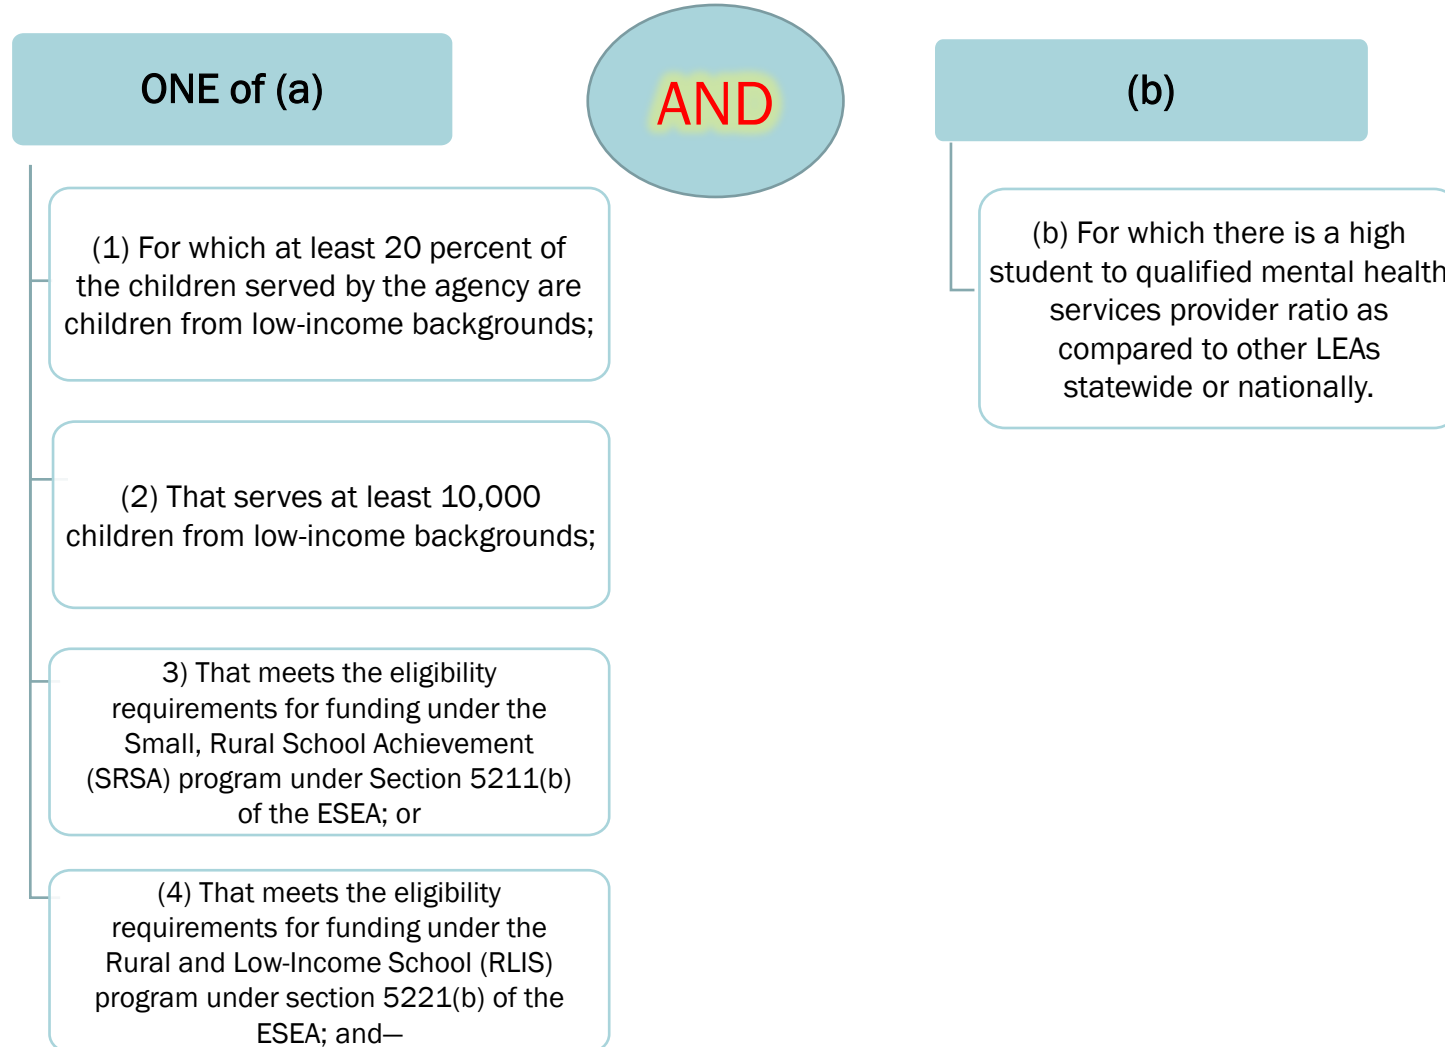 ONE of (a)
(1) For which at least 20 percent of
the children served by the agency are
children from low-income backgrounds;
(2) That serves at least 10,000
children from low-income backgrounds;
3) That meets the eligibility
requirements for funding under the
Small, Rural School Achievement
(SRSA) program under Section 5211(b)
of the ESEA; or
(4) That meets the eligibility
requirements for funding under the
Rural and Low-Income School (RLIS)
program under section 5221(b) of the
ESEA; and—
AND
(b)
(b) For which there is a high
student to qualified mental health
services provider ratio as
compared to other LEAs
statewide or nationally.